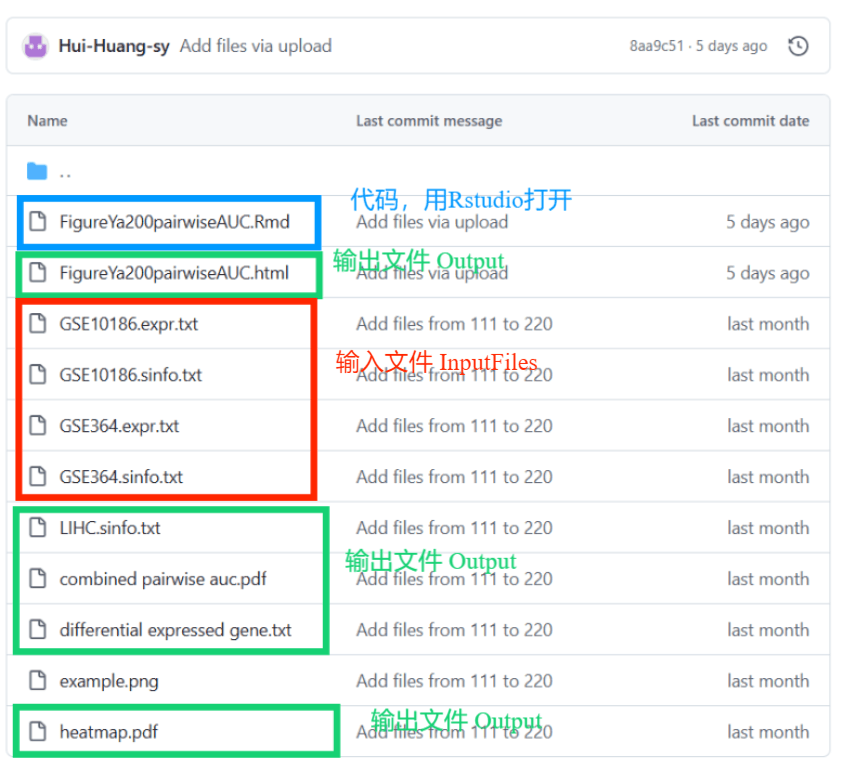 Hui-Huang-sy Add files via upload 8aa9c51 · 5 days ago
Name Last commit message Last commit date
..
代码，用Rstudio打开
FigureYa200pairwiseAUC.Rmd Add files via upload 5 days ago
输出文件 Output
FigureYa200pairwiseAUC.html Add files via upload 5 days ago
GSE10186.expr.txt Add files from 111 to 220 last month
输入文件 InputFiles
GSE10186.sinfo.txt Add files from 111 to 220 last month
GSE364.expr.txt Add files from 111 to 220 last month
GSE364.sinfo.txt Add files from 111 to 220 last month
LIHC.sinfo.txt Add files from 111 to 220 last month
输出文件 Output
combined pairwise auc.pdf Add files from 111 to 220 last month
differential expressed gene.txt Add files from 111 to 220 last month
example.png Add files from 111 to 220 last month
输出文件 Output
heatmap.pdf Add files from 111 to 220 last month